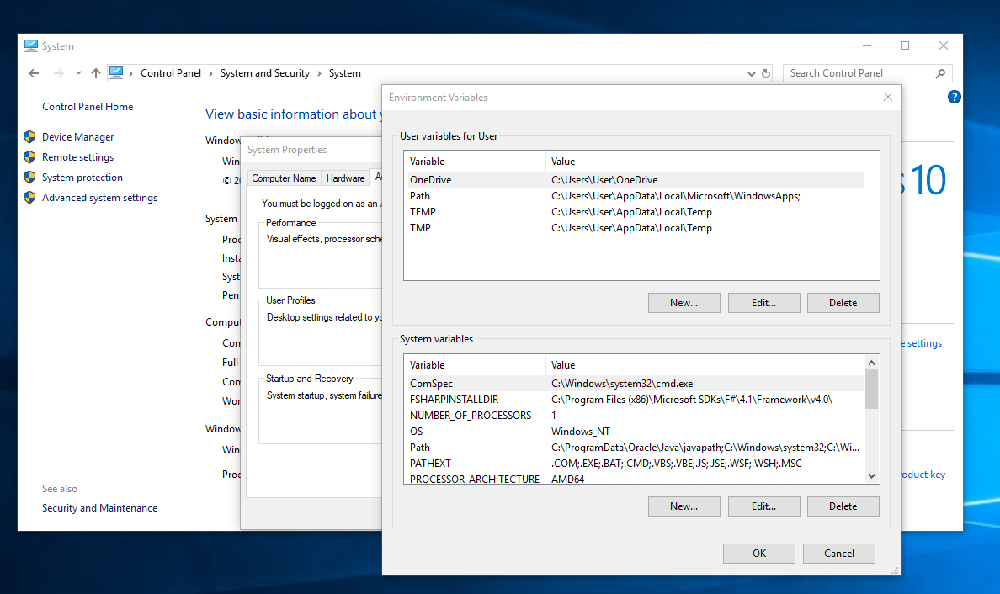 System
Control Panel > System and Security > System
Search Control Panel
Control Panel Home
Device Manager
Remote settings
System protection
Advanced system settings
See also
Security and Maintenance
View basic information about
Window
Win
© 20
System
Proc
Insta
Syst
Pen
Comput
Com
Full
Com
Wor
Window
Win
Proc
10
e settings
roduct key
System Properties
Computer Name
Hardware
You must be logged on as an
Performance
Visual effects, processor sche
User Profiles
Desktop settings related to yo
Startup and Recovery
System startup, system failure
Environment Variables
User variables for User
Variable Value
OneDrive C:\Users\User\OneDrive
Path C:\Users\User\AppData\Local\Microsoft\WindowsApps;
TEMP C:\Users\User\AppData\Local\Temp
TMP C:\Users\User\AppData\Local\Temp
New... Edit... Delete
System variables
Variable Value
ComSpec C:\Windows\system32\cmd.exe
FSHARPINSTALLDIR C:\Program Files (x86)\Microsoft SDKs\F#\4.1\Framework\v4.0\
NUMBER_OF_PROCESSORS 1
OS Windows_NT
Path C:\ProgramData\Oracle\Java\javapath;C:\Windows\system32;C:\Wi...
PATHEXT .COM;.EXE;.BAT;.CMD;.VBS;.VBE;.JS;.JSE;.WSF;.WSH;.MSC
PROCESSOR_ARCHITECTURE AMD64
New... Edit... Delete
OK Cancel